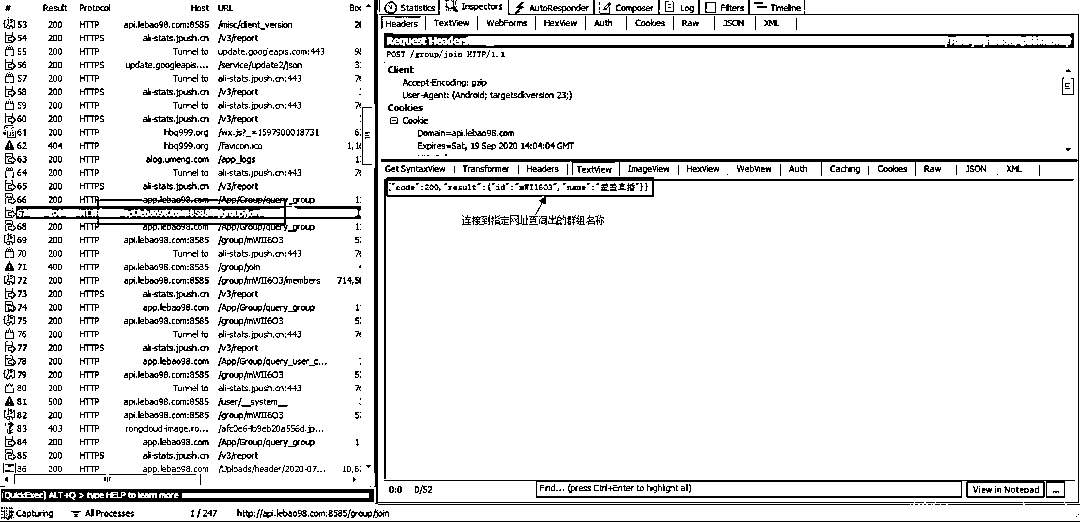 # Result Protocol Host URL Bo
53 200 HTTP api.lebao98.com:8585 /misc/client_version
54 200 HTTPS ali-stats.jpush.cn /v3/report
55 200 HTTP Tunnel to update.googleapis.com:443
56 200 HTTPS update.googleapis.... /service/update2/json
57 200 HTTP Tunnel to ali-stats.jpush.cn:443
58 200 HTTPS ali-stats.jpush.cn /v3/report
59 200 HTTP Tunnel to ali-stats.jpush.cn:443
60 200 HTTPS ali-stats.jpush.cn /v3/report
61 200 HTTP hbq999.org /wx.js?_=1597900018731
62 404 HTTP hbq999.org /favicon.ico 1,1
63 200 HTTP alog.umeng.com /app_logs
64 200 HTTP Tunnel to ali-stats.jpush.cn:443
65 200 HTTPS ali-stats.jpush.cn /v3/report
66 200 HTTP app.lebao98.com /App/Group/query_group
68 200 HTTP app.lebao98.com /App/Group/query_group
69 200 HTTP api.lebao98.com:8585 /group/mWII6O3
70 200 HTTP Tunnel to ali-stats.jpush.cn:443
71 400 HTTP api.lebao98.com:8585 /group/join
72 200 HTTP api.lebao98.com:8585 /group/mWII6O3/members 714,5
73 200 HTTPS ali-stats.jpush.cn /v3/report
74 200 HTTP app.lebao98.com /App/Group/query_group
75 200 HTTP api.lebao98.com:8585 /group/mWII6O3
76 200 HTTP Tunnel to ali-stats.jpush.cn:443
77 200 HTTPS ali-stats.jpush.cn /v3/report
78 200 HTTP app.lebao98.com /App/Group/query_user_c...
79 200 HTTP api.lebao98.com:8585 /group/mWII6O3
80 200 HTTP Tunnel to ali-stats.jpush.cn:443
81 500 HTTP api.lebao98.com:8585 /user/__system__
82 200 HTTP api.lebao98.com:8585 /group/mWII6O3
83 403 HTTP rongcloud-image.ro... /afc0e64b9eb20a556d.jp...
84 200 HTTP app.lebao98.com /App/Group/query_group
85 200 HTTPS ali-stats.jpush.cn /v3/report
86 200 HTTP app.lebao98.com /Uploads/header/2020-07...
[QuickExec] ALT+Q > type HELP to learn more
Capturing All Processes 1 / 247 http://api.lebao98.com:8585/group/join
Statistics Inspectors AutoResponder Composer Log Filters Timeline
Headers TextView WebForms HexView Auth Cookies Raw JSON XML
Request Headers
POST /group/join HTTP/1.1
Client
Accept-Encoding: gzip
User-Agent: (Android; targetsdkversion 23;)
Cookies
Cookie
Domain=api.lebao98.com
Expires=Sat, 19 Sep 2020 14:04:04 GMT
Get SyntaxView Transformer Headers TextView ImageView HexView WebView Auth Caching Cookies Raw JSON XML
{"code":200,"result":{"id":"mWII6O3","name":"盈盈直播"}}
连接到指定网址查询出的群组名称
0:0 0/52 Find... (press Ctrl+Enter to highlight all) View in Notepad ...